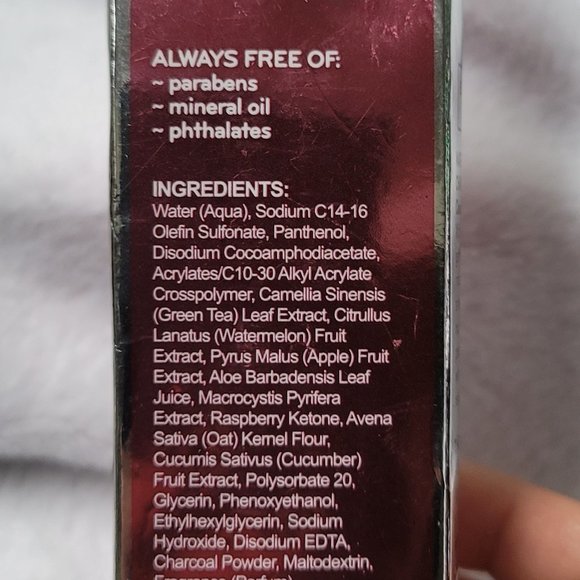 ALWAYS FREE OF:
~ parabens
~ mineral oil
~ phthalates
INGREDIENTS:
Water (Aqua), Sodium C14-16
Olefin Sulfonate, Panthenol,
Disodium Cocoamphodiacetate,
Acrylates/C10-30 Alkyl Acrylate
Crosspolymer, Camellia Sinensis
(Green Tea) Leaf Extract, Citrullus
Lanatus (Watermelon) Fruit
Extract, Pyrus Malus (Apple) Fruit
Extract, Aloe Barbadensis Leaf
Juice, Macrocystis Pyrifera
Extract, Raspberry Ketone, Avena
Sativa (Oat) Kernel Flour,
Cucumis Sativus (Cucumber)
Fruit Extract, Polysorbate 20,
Glycerin, Phenoxyethanol,
Ethylhexylglycerin, Sodium
Hydroxide, Disodium EDTA,
Charcoal Powder, Maltodextrin,
Fragrance (Parfum)